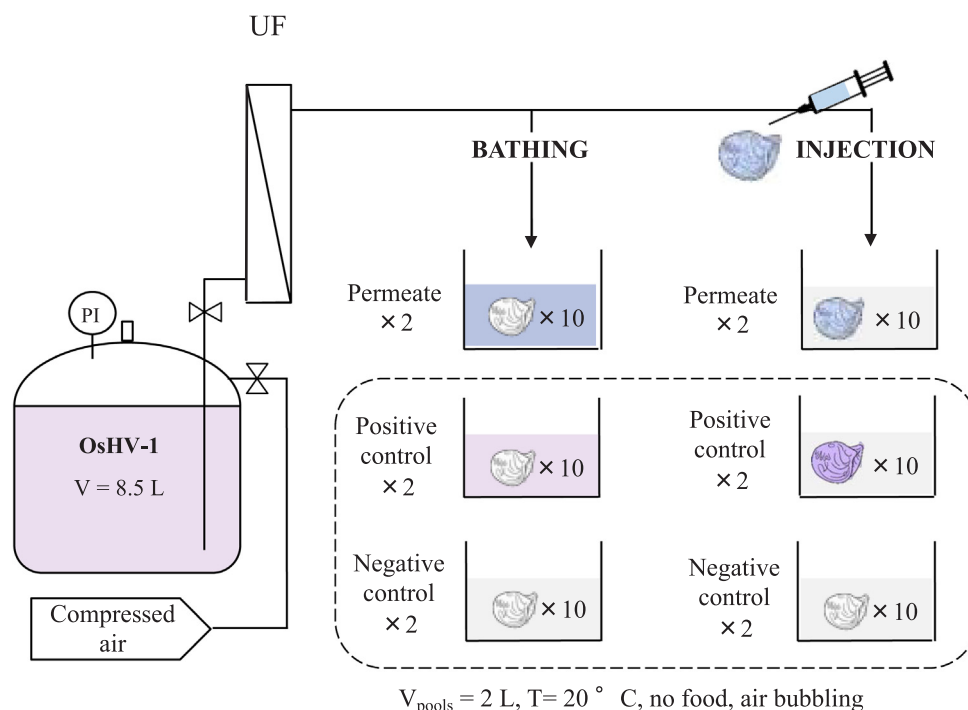 UF
BATHING
INJECTION
Permeate
× 2
× 10
Permeate
× 2
× 10
PI
OsHV-1
V = 8.5 L
Positive
control
× 2
× 10
Positive
control
× 2
× 10
Negative
control
× 2
× 10
Negative
control
× 2
× 10
Compressed
air
V_pools = 2 L, T= 20 ° C, no food, air bubbling